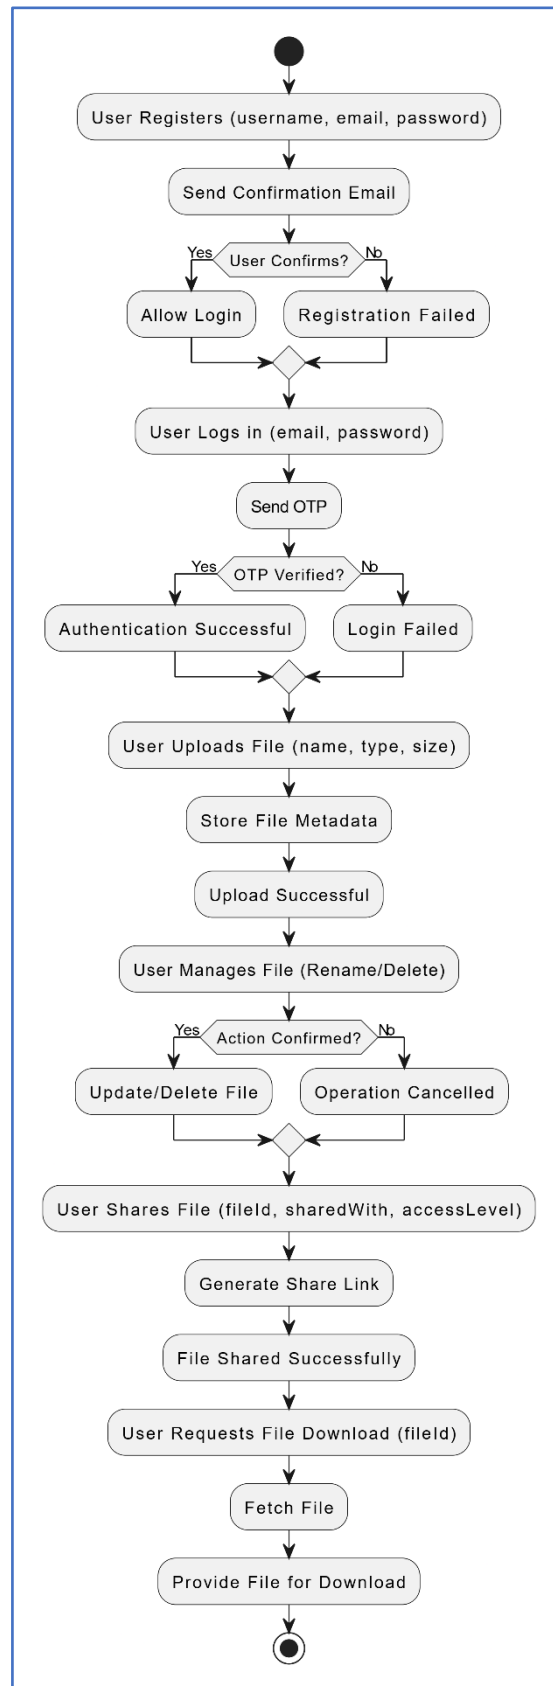 User Registers (username, email, password)
Send Confirmation Email
Yes
User Confirms?
No
Allow Login
Registration Failed
User Logs in (email, password)
Send OTP
Yes
OTP Verified?
No
Authentication Successful
Login Failed
User Uploads File (name, type, size)
Store File Metadata
Upload Successful
User Manages File (Rename/Delete)
Yes
Action Confirmed?
No
Update/Delete File
Operation Cancelled
User Shares File (fileId, sharedWith, accessLevel)
Generate Share Link
File Shared Successfully
User Requests File Download (fileId)
Fetch File
Provide File for Download